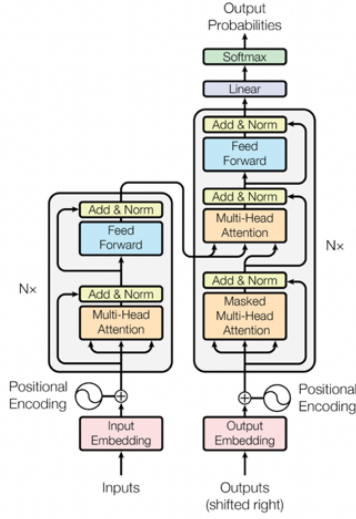 Output
Probabilities
Softmax
Linear
Add & Norm
Feed
Forward
Add & Norm
Multi-Head
Attention
Nx
Add & Norm
Masked
Multi-Head
Attention
Positional
Encoding
Output
Embedding
Outputs
(shifted right)
Add & Norm
Feed
Forward
Nx
Add & Norm
Multi-Head
Attention
Positional
Encoding
Input
Embedding
Inputs